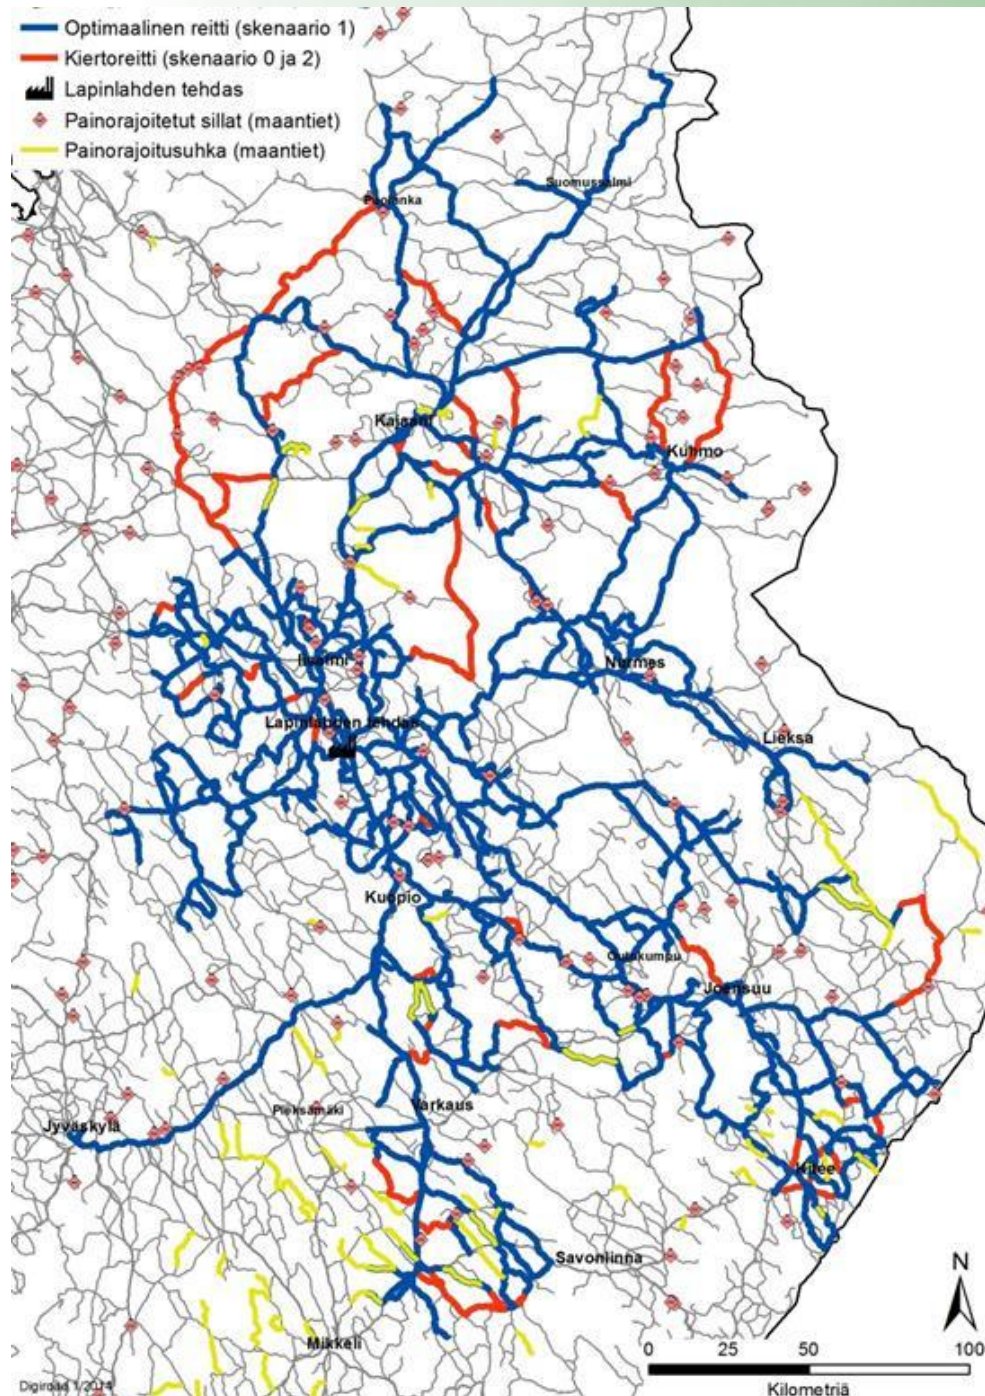 Optimaalinen reitti (skenaario 1)
Kiertoreitti (skenaario 0 ja 2)
Lapinlahden tehdas
Painorajoitetut sillat (maantiet)
Painorajoitusuhka (maantiet)
Suomussalmi
Puolanka
Kajaani
Kuhmo
Iisalmi
Nurmes
Lapinlahden tehdas
Lieksa
Kuopio
Outokumpu
Joensuu
Varkaus
Pieksämäki
Jyväskylä
Kitee
Savonlinna
Mikkeli
N
0 50 100
Kilometriä
Digiroad 1/2014